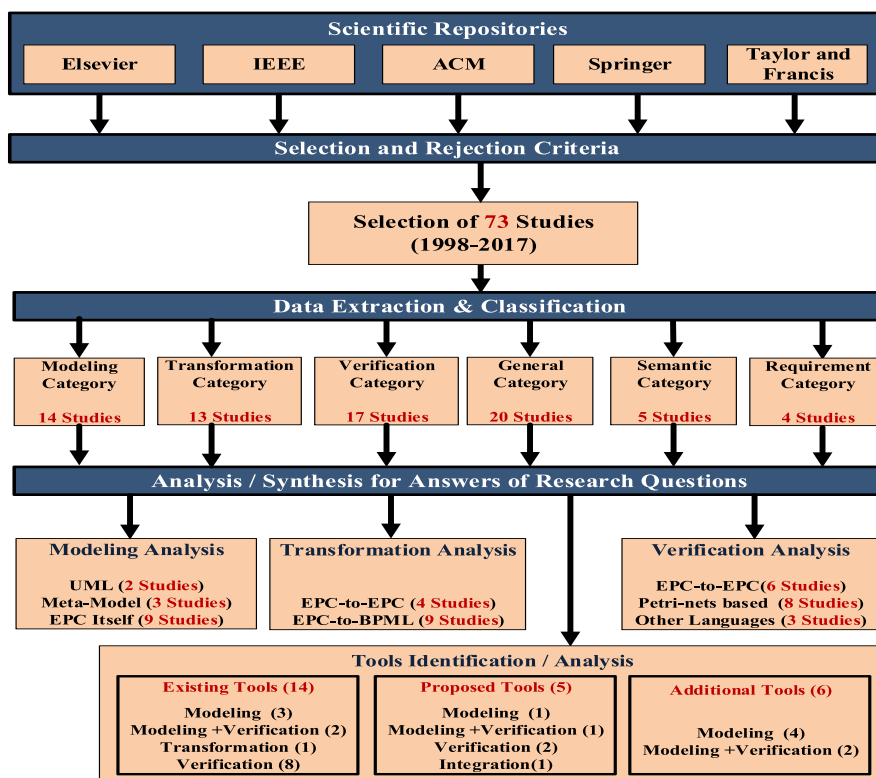 Scientific Repositories
Elsevier
IEEE
ACM
Springer
Taylor and
Francis
Selection and Rejection Criteria
Selection of 73 Studies
(1998-2017)
Data Extraction & Classification
Modeling
Category
14 Studies
Transformation
Category
13 Studies
Verification
Category
17 Studies
General
Category
20 Studies
Semantic
Category
5 Studies
Requirement
Category
4 Studies
Analysis / Synthesis for Answers of Research Questions
Modeling Analysis
UML (2 Studies)
Meta-Model (3 Studies)
EPC Itself (9 Studies)
Transformation Analysis
EPC-to-EPC (4 Studies)
EPC-to-BPML (9 Studies)
Verification Analysis
EPC-to-EPC(6 Studies)
Petri-nets based (8 Studies)
Other Languages (3 Studies)
Tools Identification / Analysis
Existing Tools (14)
Modeling (3)
Modeling +Verification (2)
Transformation (1)
Verification (8)
Proposed Tools (5)
Modeling (1)
Modeling +Verification (1)
Verification (2)
Integration(1)
Additional Tools (6)
Modeling (4)
Modeling +Verification (2)